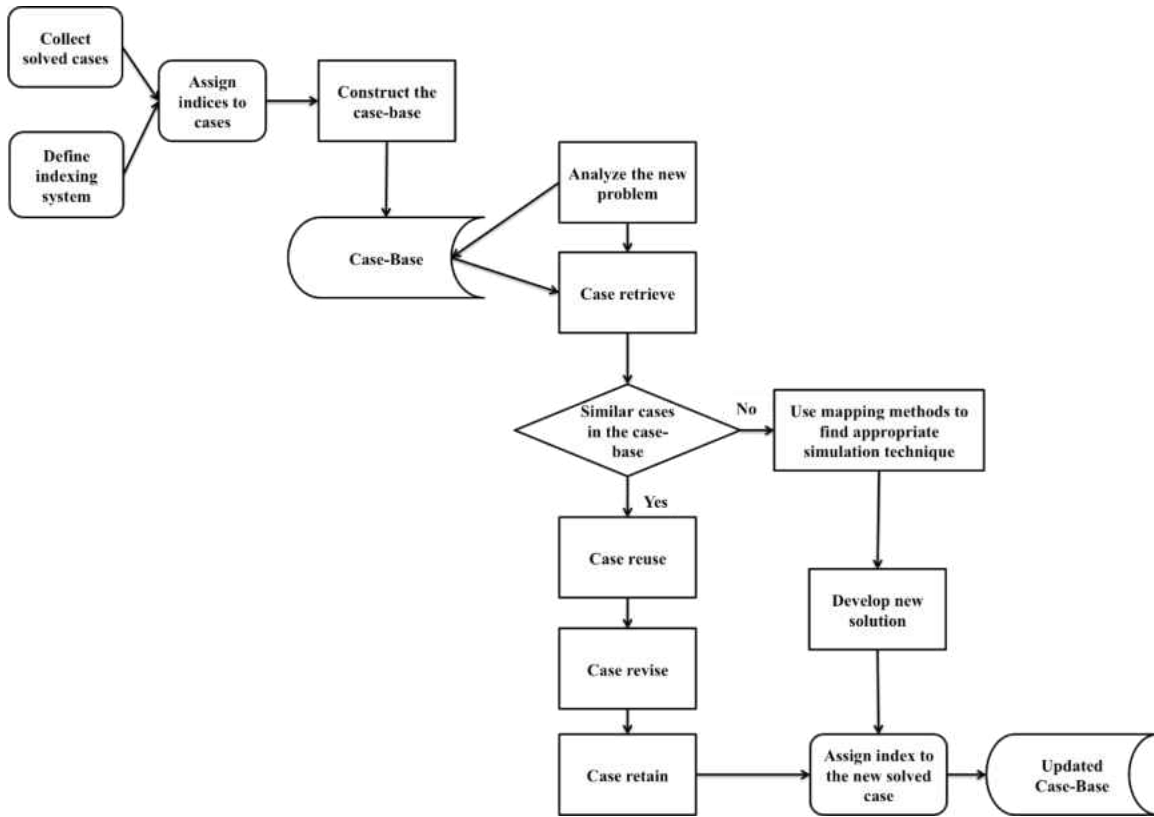 Collect
solved cases
Assign
indices to
cases
Construct the
case-base
Define
indexing
system
Analyze the new
problem
Case-Base
Case retrieve
Similar cases
in the case-
base
No
Use mapping methods to
find appropriate
simulation technique
Yes
Case reuse
Develop new
solution
Case revise
Case retain
Assign index to
the new solved
case
Updated
Case-Base